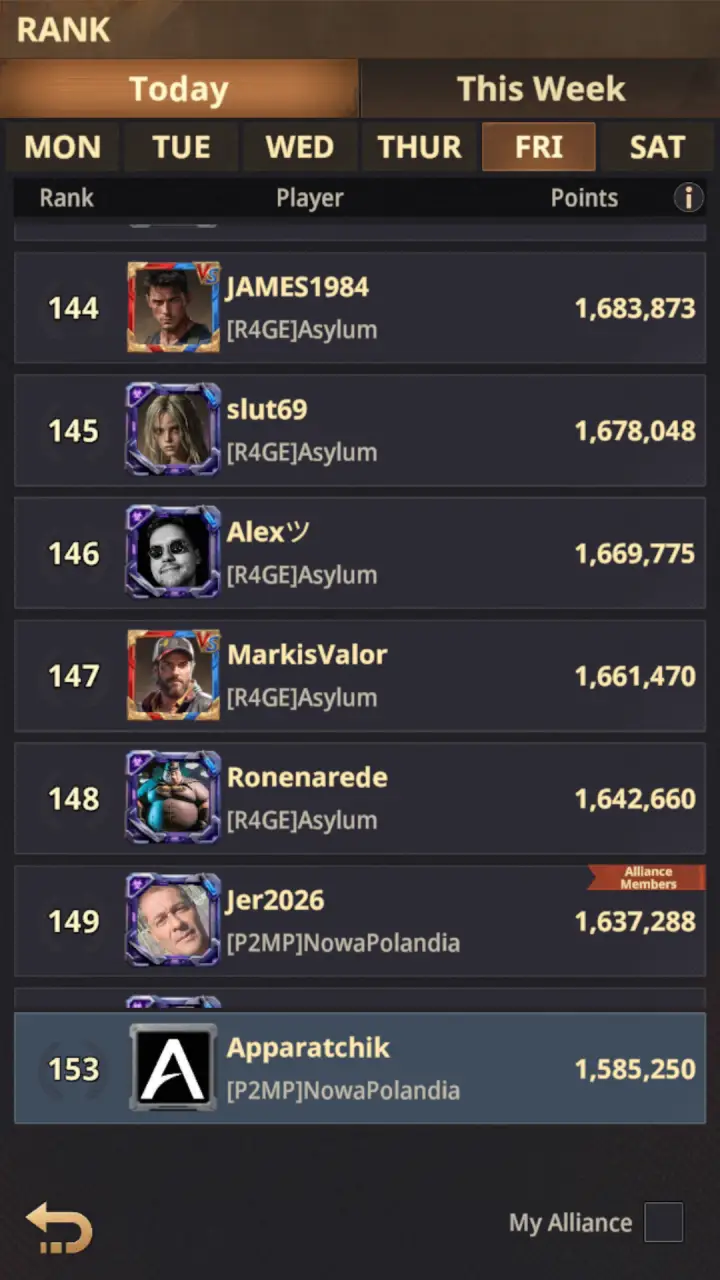 RANK
Today
This Week
MON
TUE
WED
THUR
FRI
SAT
Rank
Player
Points
i
144
VS
JAMES1984
[R4GE]Asylum
1,683,873
145
slut69
[R4GE]Asylum
1,678,048
146
Alexツ
[R4GE]Asylum
1,669,775
147
VS
MarkisValor
[R4GE]Asylum
1,661,470
148
Ronenarede
[R4GE]Asylum
1,642,660
149
Jer2026
[P2MP]NowaPolandia
Alliance
Members
1,637,288
153
A
Apparatchik
[P2MP]NowaPolandia
1,585,250
My Alliance